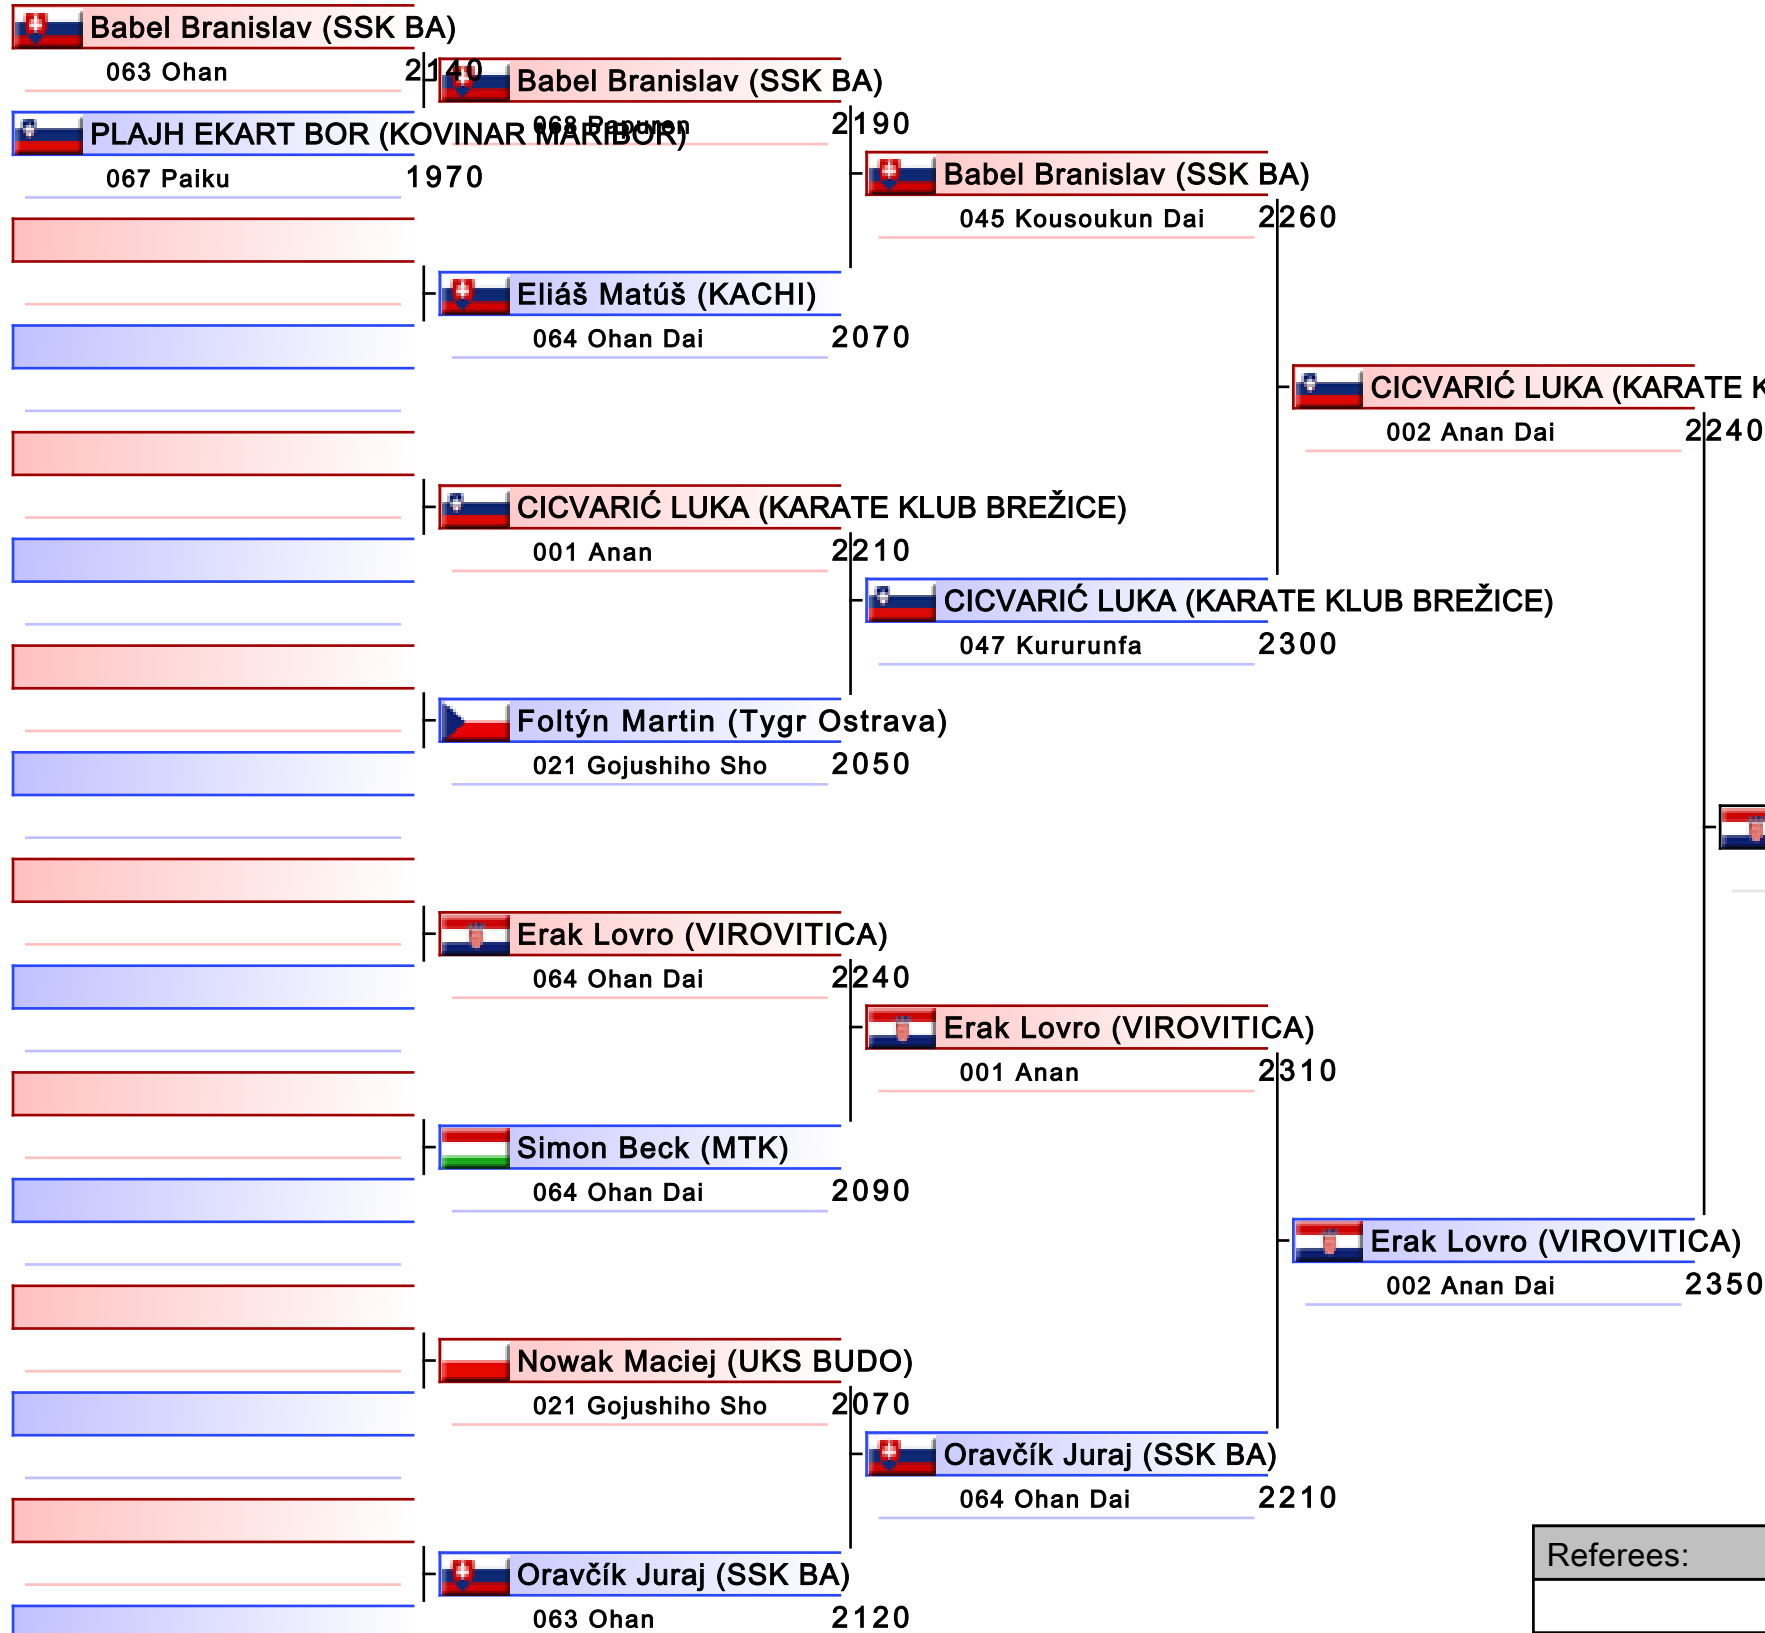 Babel Branislav (SSK BA)
063 Ohan 2140
PLAJH EKART BOR (KOVINAR MARIBOR)
067 Paiku 1970
Babel Branislav (SSK BA)
068 Papuren 2190
Eliáš Matúš (KACHI)
064 Ohan Dai 2070
CICVARIĆ LUKA (KARATE KLUB BREŽICE)
001 Anan 2210
Foltýn Martin (Tygr Ostrava)
021 Gojushiho Sho 2050
Erak Lovro (VIROVITICA)
064 Ohan Dai 2240
Simon Beck (MTK)
064 Ohan Dai 2090
Nowak Maciej (UKS BUDO)
021 Gojushiho Sho 2070
Oravčík Juraj (SSK BA)
063 Ohan 2120
Babel Branislav (SSK BA)
045 Kousoukun Dai 2260
CICVARIĆ LUKA (KARATE KLUB BREŽICE)
047 Kururunfa 2300
Erak Lovro (VIROVITICA)
001 Anan 2310
Oravčík Juraj (SSK BA)
064 Ohan Dai 2210
CICVARIĆ LUKA (KARATE K
002 Anan Dai 2240
Erak Lovro (VIROVITICA)
002 Anan Dai 2350
Referees: